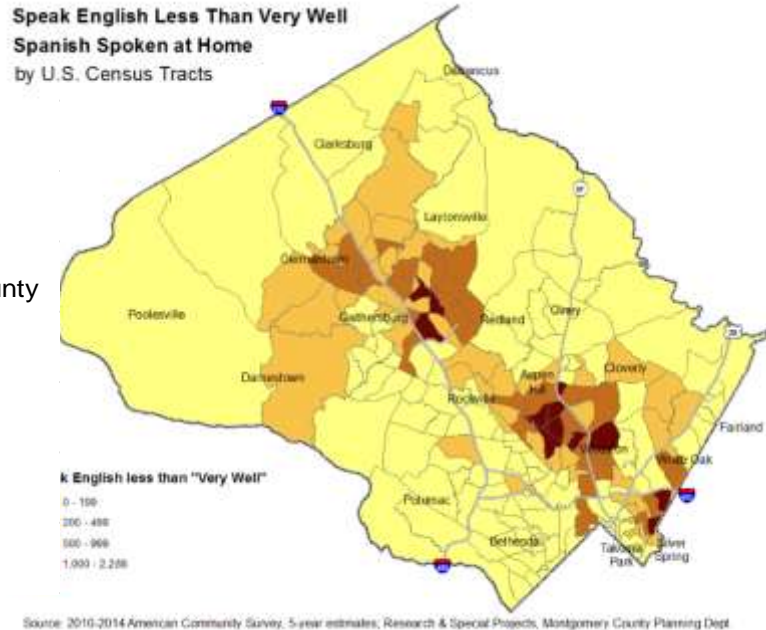 Speak English Less Than Very Well
Spanish Spoken at Home
by U.S. Census Tracts
Damascus
Clarksburg
Laytonsville
Germantown
unty
Poolesville
Gaithersburg
Redland
Olney
Darnestown
Aspen
Hill
Cloverly
Rockville
Fairland
Wheaton
White Oak
k English less than "Very Well"
0 - 199
200 - 499
500 - 999
1,000 - 2,286
Potomac
Bethesda
Takoma
Park
Silver
Spring
Source: 2010-2014 American Community Survey, 5-year estimates; Research & Special Projects, Montgomery County Planning Dept